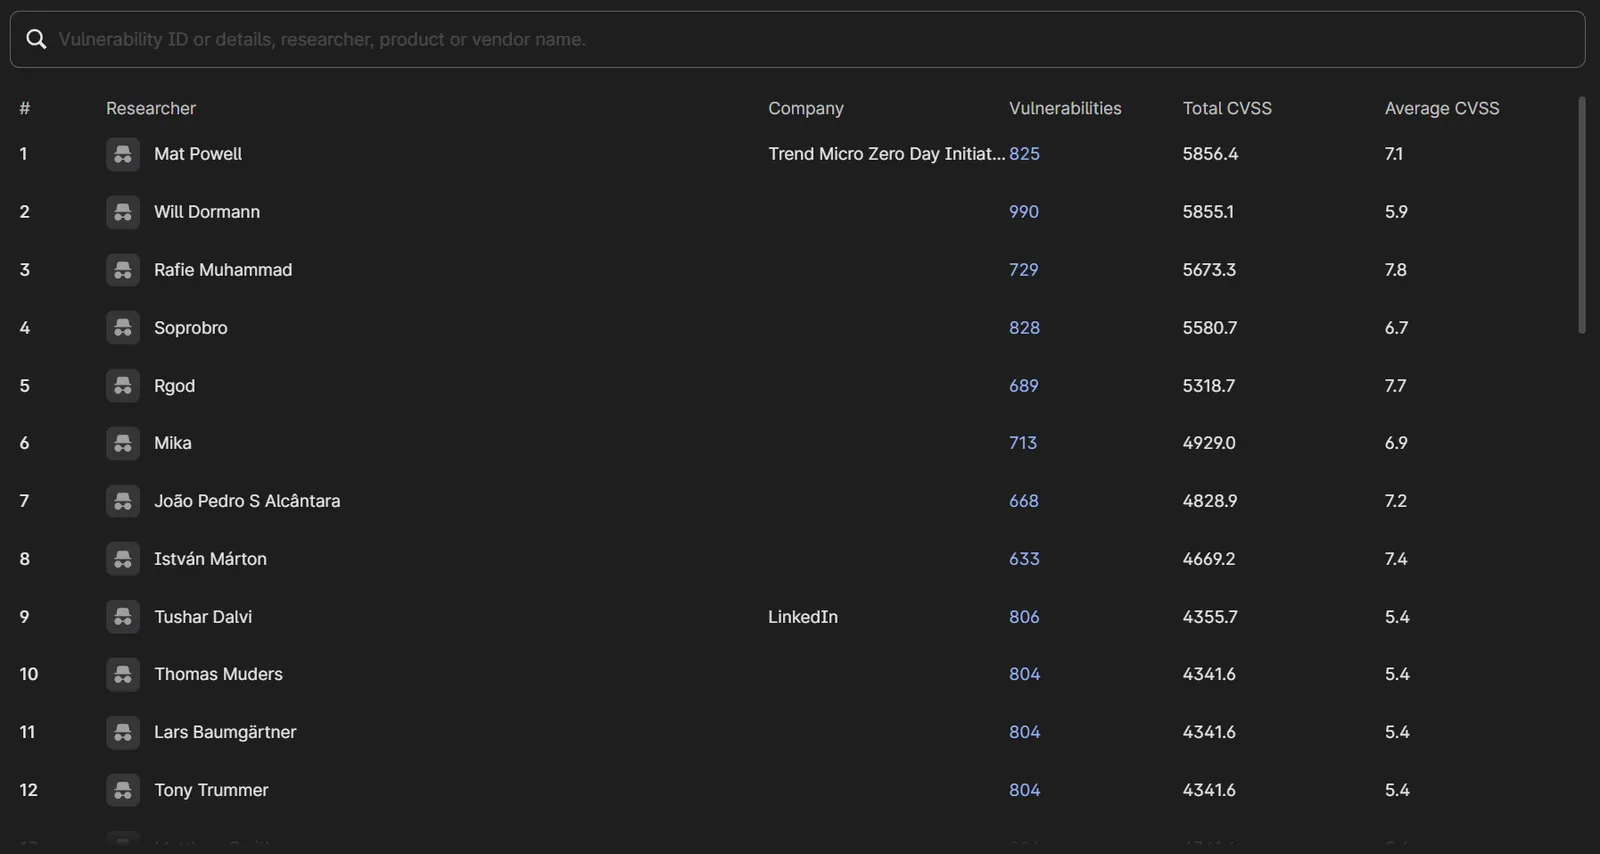 Vulnerability ID or details, researcher, product or vendor name.
# Researcher Company Vulnerabilities Total CVSS Average CVSS
1 Mat Powell Trend Micro Zero Day Initiat... 825 5856.4 7.1
2 Will Dormann 990 5855.1 5.9
3 Rafie Muhammad 729 5673.3 7.8
4 Soprobro 828 5580.7 6.7
5 Rgod 689 5318.7 7.7
6 Mika 713 4929.0 6.9
7 João Pedro S Alcântara 668 4828.9 7.2
8 István Márton 633 4669.2 7.4
9 Tushar Dalvi LinkedIn 806 4355.7 5.4
10 Thomas Muders 804 4341.6 5.4
11 Lars Baumgärtner 804 4341.6 5.4
12 Tony Trummer 804 4341.6 5.4